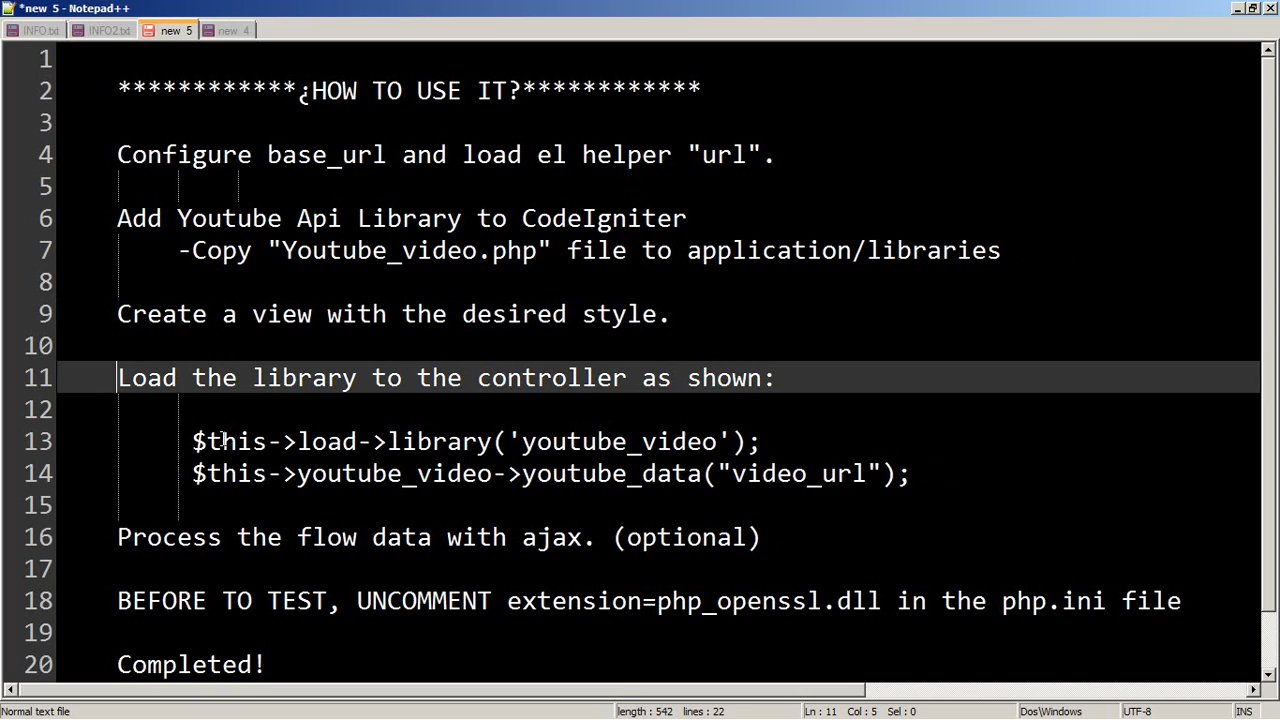 *new 5 - Notepad++
INFO.txt INFO2.txt new 5 new 4
1
2 ************¿HOW TO USE IT?************
3
4 Configure base_url and load el helper "url".
5
6 Add Youtube Api Library to CodeIgniter
7 -Copy "Youtube_video.php" file to application/libraries
8
9 Create a view with the desired style.
10
11 Load the library to the controller as shown:
12
13 $this->load->library('youtube_video');
14 $this->youtube_video->youtube_data("video_url");
15
16 Process the flow data with ajax. (optional)
17
18 BEFORE TO TEST, UNCOMMENT extension=php_openssl.dll in the php.ini file
19
20 Completed!
Normal text file length : 542 lines : 22 Ln : 11 Col : 5 Sel : 0 Dos\Windows UTF-8 INS